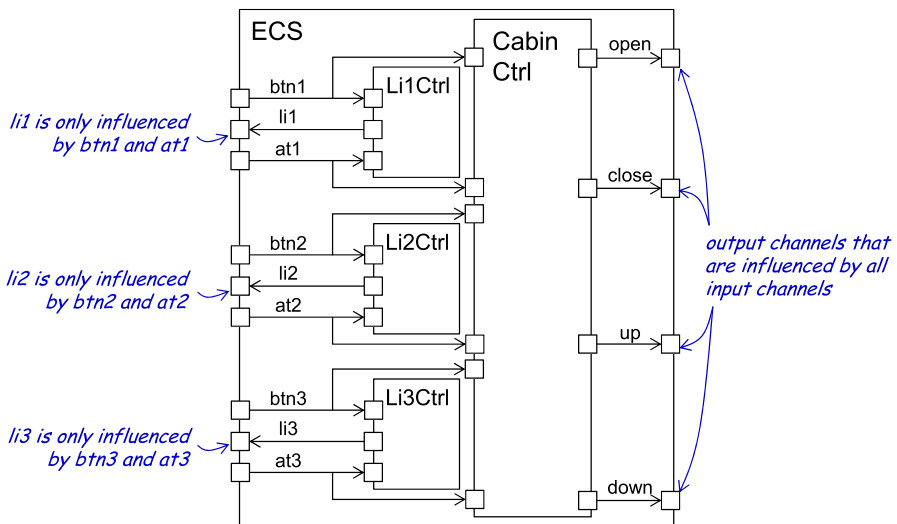 ECS
Cabin
Ctrl
open
btn1
Li1Ctrl
li1
at1
li1 is only influenced
by btn1 and at1
close
btn2
Li2Ctrl
li2
at2
li2 is only influenced
by btn2 and at2
output channels that
are influenced by all
input channels
up
btn3
Li3Ctrl
li3
at3
li3 is only influenced
by btn3 and at3
down